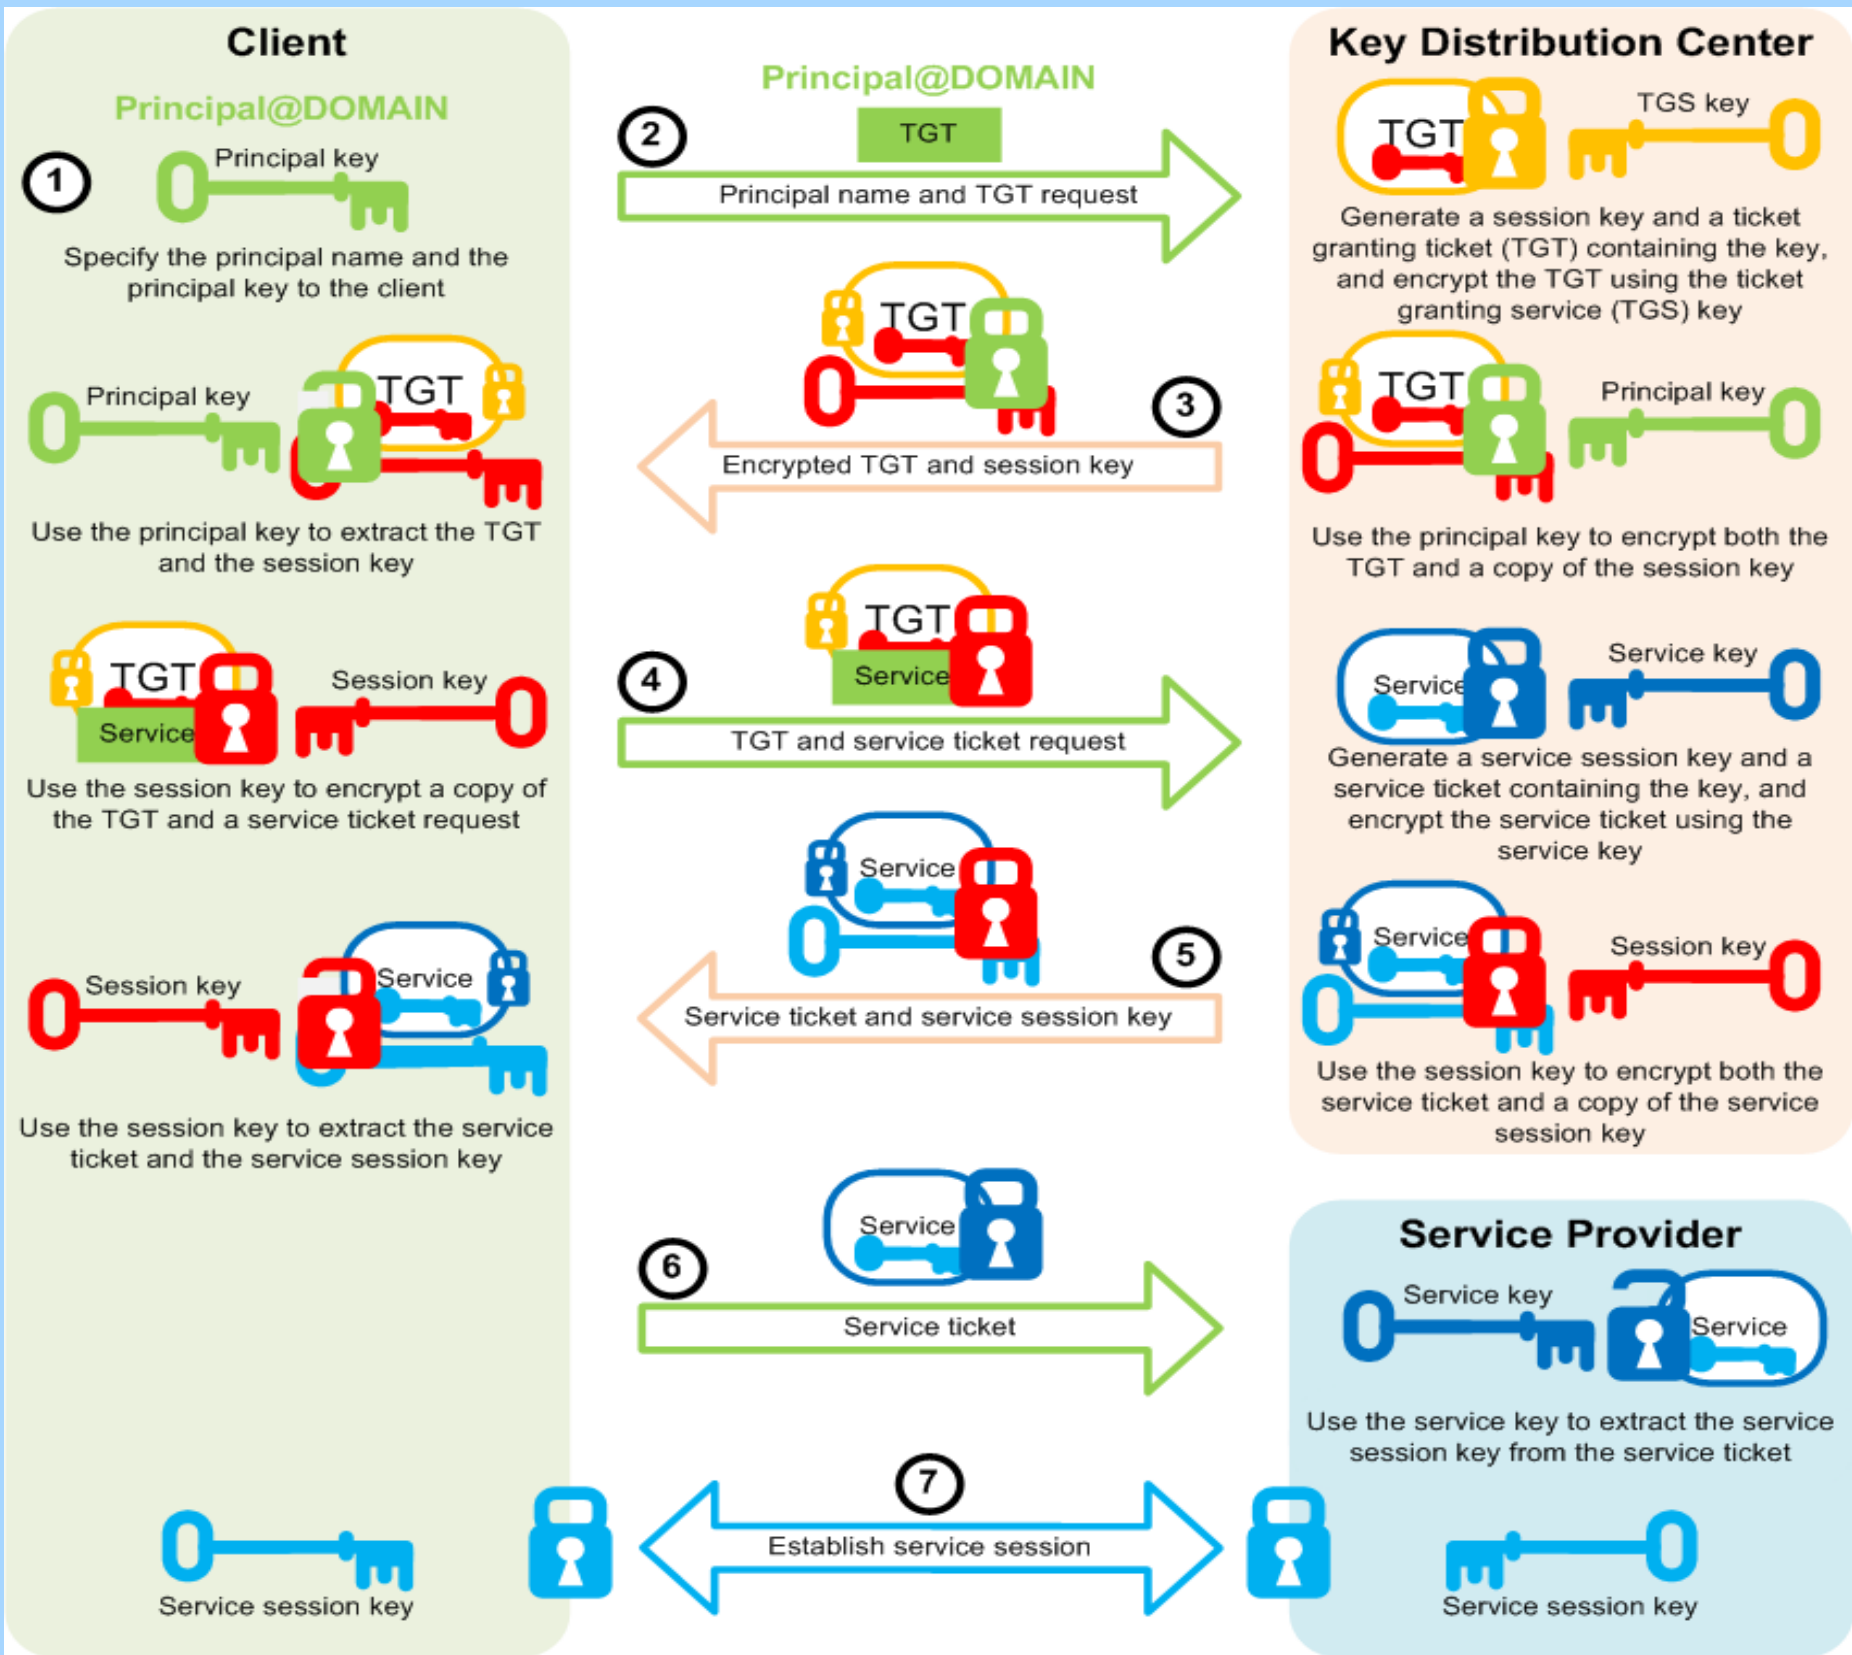 Client
Principal@DOMAIN
1
Principal key
Specify the principal name and the
principal key to the client
Principal key
TGT
Use the principal key to extract the TGT
and the session key
TGT
Service
Session key
Use the session key to encrypt a copy of
the TGT and a service ticket request
Session key
Service
Use the session key to extract the service
ticket and the service session key
Service session key
Principal@DOMAIN
2
TGT
Principal name and TGT request
TGT
3
Encrypted TGT and session key
TGT
4
Service
TGT and service ticket request
Service
5
Service ticket and service session key
Service
6
Service ticket
7
Establish service session
Key Distribution Center
TGS key
TGT
Generate a session key and a ticket
granting ticket (TGT) containing the key,
and encrypt the TGT using the ticket
granting service (TGS) key
TGT
Principal key
Use the principal key to encrypt both the
TGT and a copy of the session key
Service key
Service
Generate a service session key and a
service ticket containing the key, and
encrypt the service ticket using the
service key
Service
Session key
Use the session key to encrypt both the
service ticket and a copy of the service
session key
Service Provider
Service key
Service
Use the service key to extract the service
session key from the service ticket
Service session key